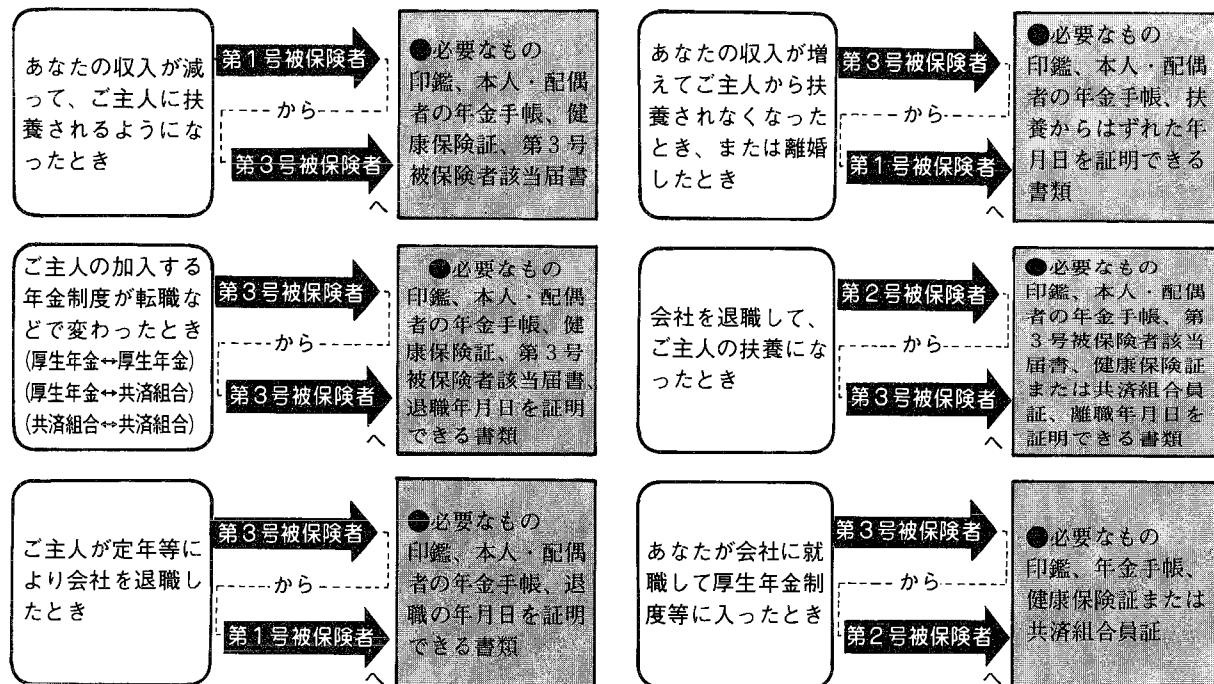 あなたの収入が減
って、ご主人に扶
養されるようにな
ったとき
第1号被保険者
から
第3号被保険者
へ
●必要なもの
印鑑、本人・配偶
者の年金手帳、健
康保険証、第3号
被保険者該当届書
あなたの収入が増
えてご主人から扶
養されなくなった
とき、または離婚
したとき
第3号被保険者
から
第1号被保険者
へ
●必要なもの
印鑑、本人・配偶
者の年金手帳、扶
養からはずれた年
月日を証明できる
書類
ご主人の加入する
年金制度が転職な
どで変わったとき
(厚生年金↔厚生年金)
(厚生年金↔共済組合)
(共済組合↔共済組合)
第3号被保険者
から
第3号被保険者
へ
●必要なもの
印鑑、本人・配偶
者の年金手帳、健
康保険証、第3号
被保険者該当届書、
退職年月日を証明
できる書類
会社を退職して、
ご主人の扶養にな
ったとき
第2号被保険者
から
第3号被保険者
へ
●必要なもの
印鑑、本人・配偶
者の年金手帳、第
3号被保険者該当
届書、健康保険証
または共済組合員
証、離職年月日を
証明できる書類
ご主人が定年等に
より会社を退職し
たとき
第3号被保険者
から
第1号被保険者
へ
●必要なもの
印鑑、本人・配偶
者の年金手帳、退
職の年月日を証明
できる書類
あなたが会社に就
職して厚生年金制
度等に入ったとき
第3号被保険者
から
第2号被保険者
へ
●必要なもの
印鑑、年金手帳、
健康保険証または
共済組合員証